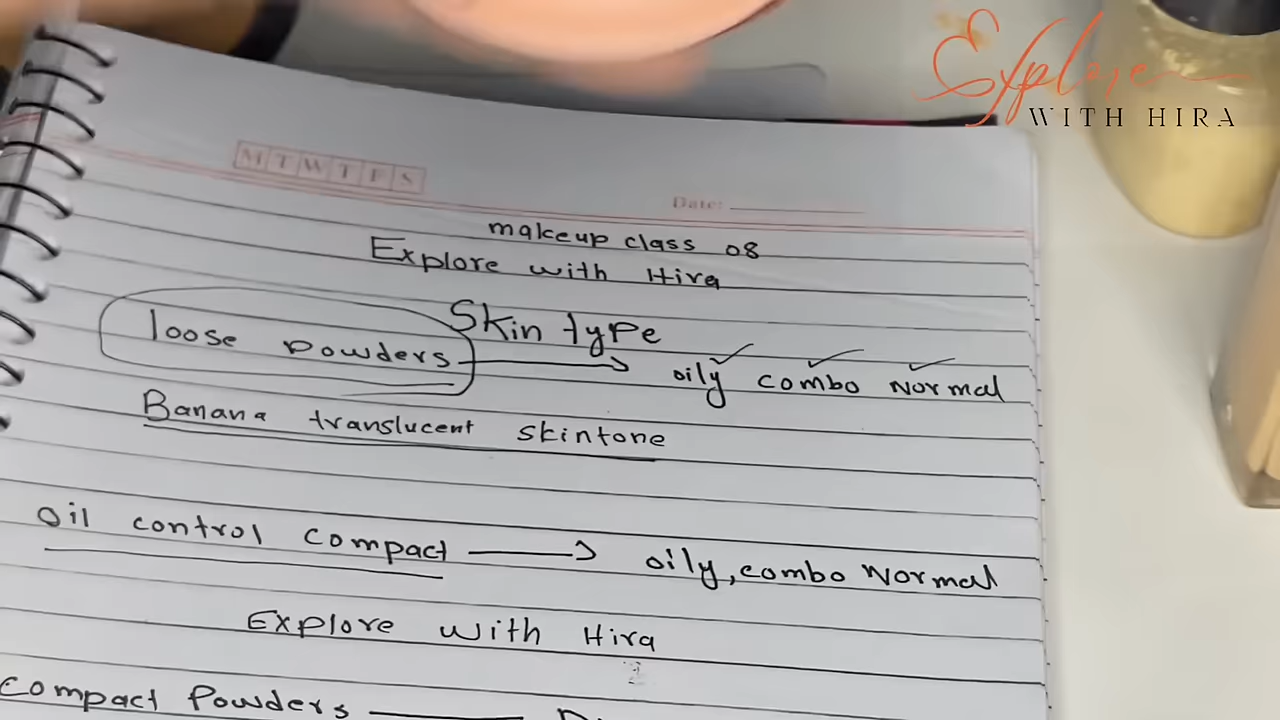 Explore
WITH HIRA
M T W T F S
Date:
makeup class 08
Explore with Hira
Skin type
loose powders → oily ✓ combo ✓ Normal ✓
Banana translucent skintone
oil control compact → oily, combo Normal
Explore with Hira
compact Powders